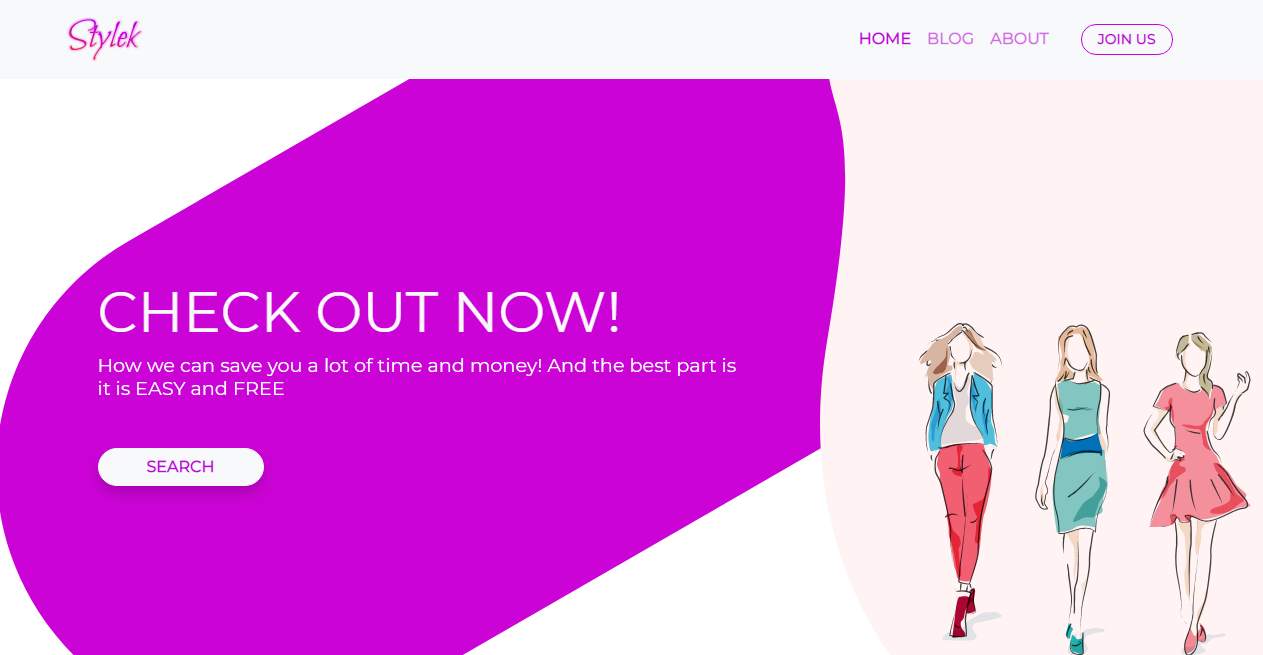 Stylek
HOME BLOG ABOUT JOIN US
CHECK OUT NOW!
How we can save you a lot of time and money! And the best part is
it is EASY and FREE
SEARCH